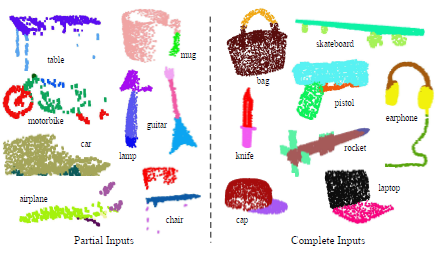 table
mug
motorbike
guitar
car
lamp
airplane
chair
Partial Inputs
skateboard
bag
pistol
earphone
knife
rocket
laptop
cap
Complete Inputs